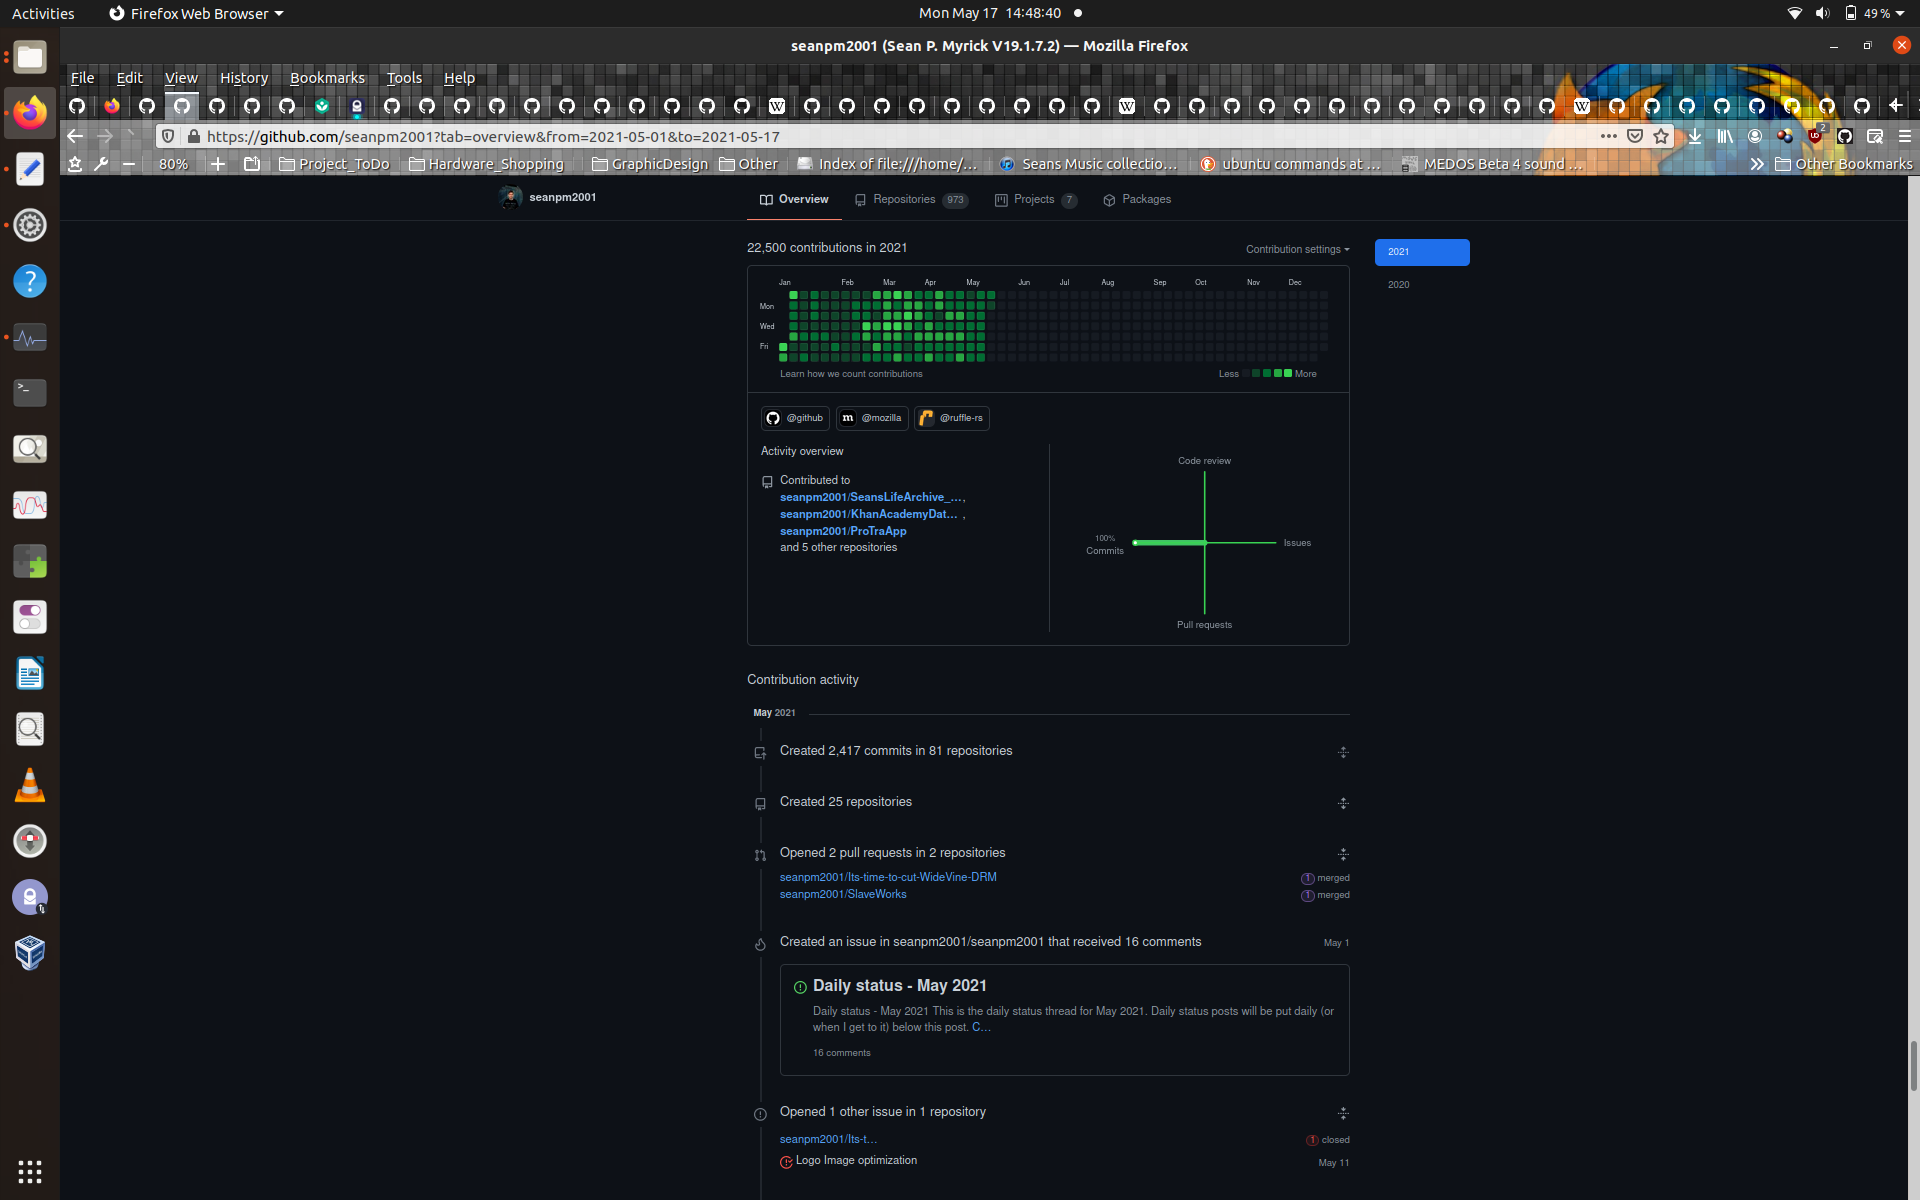 Activities
Firefox Web Browser
Mon May 17 14:48:40
49 %
seanpm2001 (Sean P. Myrick V19.1.7.2) — Mozilla Firefox
File Edit View History Bookmarks Tools Help
https://github.com/seanpm2001?tab=overview&from=2021-05-01&to=2021-05-17
2
80%
Project_ToDo
Hardware_Shopping
GraphicDesign
Other
Index of file:///home/...
Seans Music collectio...
ubuntu commands at ...
MEDOS Beta 4 sound ...
Other Bookmarks
seanpm2001
Overview
Repositories 973
Projects 7
Packages
22,500 contributions in 2021
Contribution settings
2021
2020
Jan Feb Mar Apr May Jun Jul Aug Sep Oct Nov Dec
Mon
Wed
Fri
Learn how we count contributions
Less More
@github
@mozilla
@ruffle-rs
Activity overview
Contributed to
seanpm2001/SeansLifeArchive_...,
seanpm2001/KhanAcademyDat... ,
seanpm2001/ProTraApp
and 5 other repositories
Code review
100%
Commits
Issues
Pull requests
Contribution activity
May 2021
Created 2,417 commits in 81 repositories
Created 25 repositories
Opened 2 pull requests in 2 repositories
seanpm2001/Its-time-to-cut-WideVine-DRM 1 merged
seanpm2001/SlaveWorks 1 merged
Created an issue in seanpm2001/seanpm2001 that received 16 comments May 1
Daily status - May 2021
Daily status - May 2021 This is the daily status thread for May 2021. Daily status posts will be put daily (or
when I get to it) below this post. C...
16 comments
Opened 1 other issue in 1 repository
seanpm2001/Its-t... 1 closed
Logo Image optimization May 11